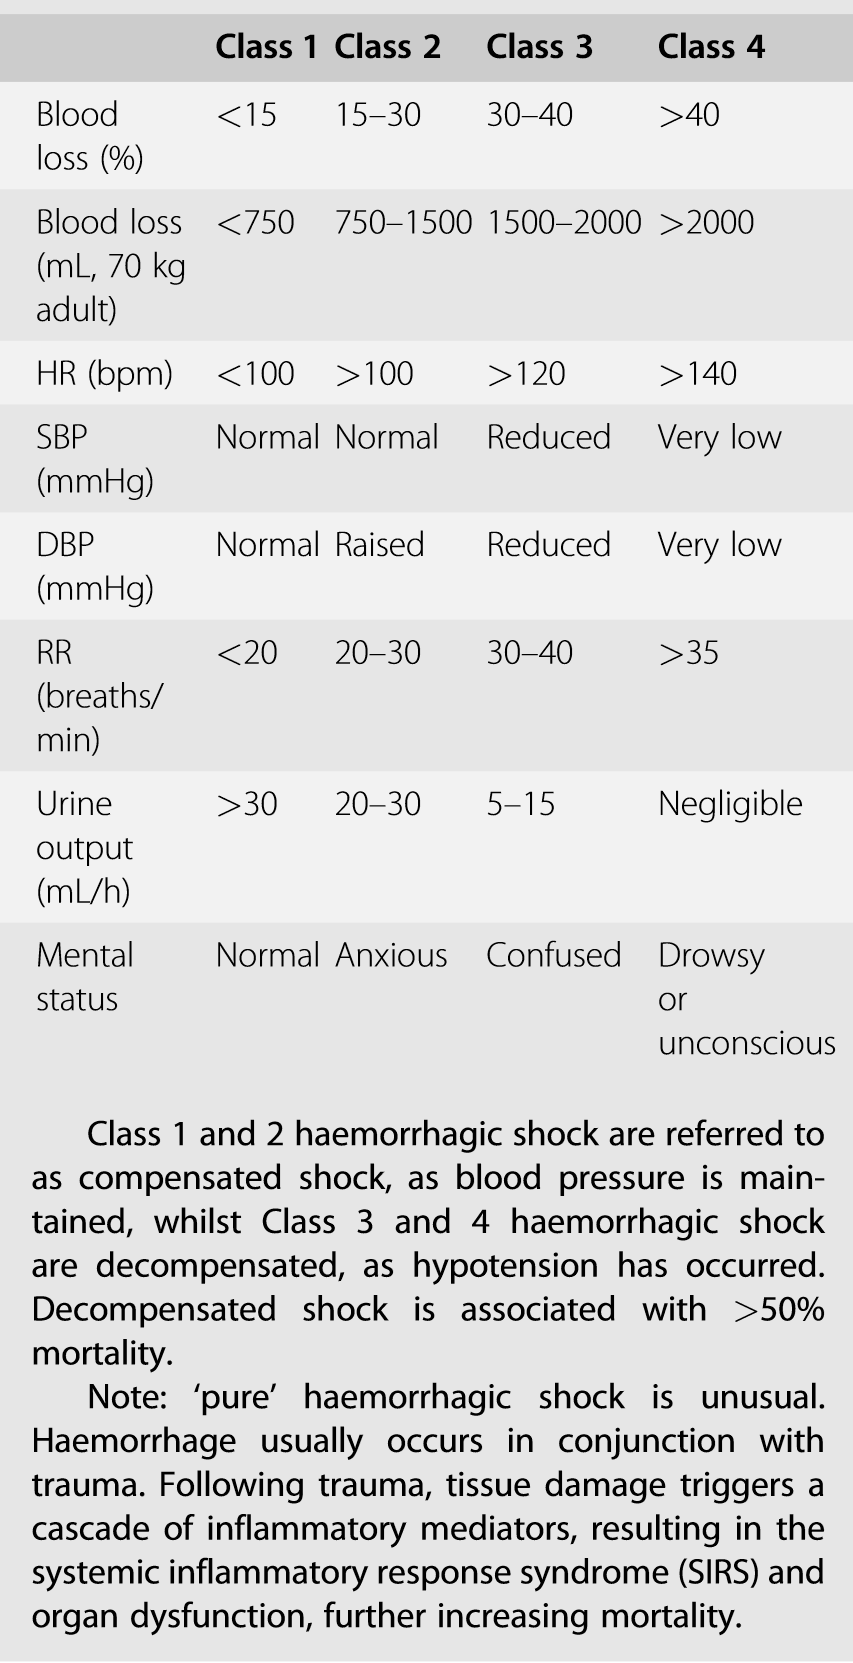 Class 1 Class 2 Class 3 Class 4
Blood loss (%) <15 15–30 30–40 >40
Blood loss (mL, 70 kg adult) <750 750–1500 1500–2000 >2000
HR (bpm) <100 >100 >120 >140
SBP (mmHg) Normal Normal Reduced Very low
DBP (mmHg) Normal Raised Reduced Very low
RR (breaths/min) <20 20–30 30–40 >35
Urine output (mL/h) >30 20–30 5–15 Negligible
Mental status Normal Anxious Confused Drowsy or unconscious
Class 1 and 2 haemorrhagic shock are referred to
as compensated shock, as blood pressure is main-
tained, whilst Class 3 and 4 haemorrhagic shock
are decompensated, as hypotension has occurred.
Decompensated shock is associated with >50%
mortality.
Note: ‘pure’ haemorrhagic shock is unusual.
Haemorrhage usually occurs in conjunction with
trauma. Following trauma, tissue damage triggers a
cascade of inflammatory mediators, resulting in the
systemic inflammatory response syndrome (SIRS) and
organ dysfunction, further increasing mortality.